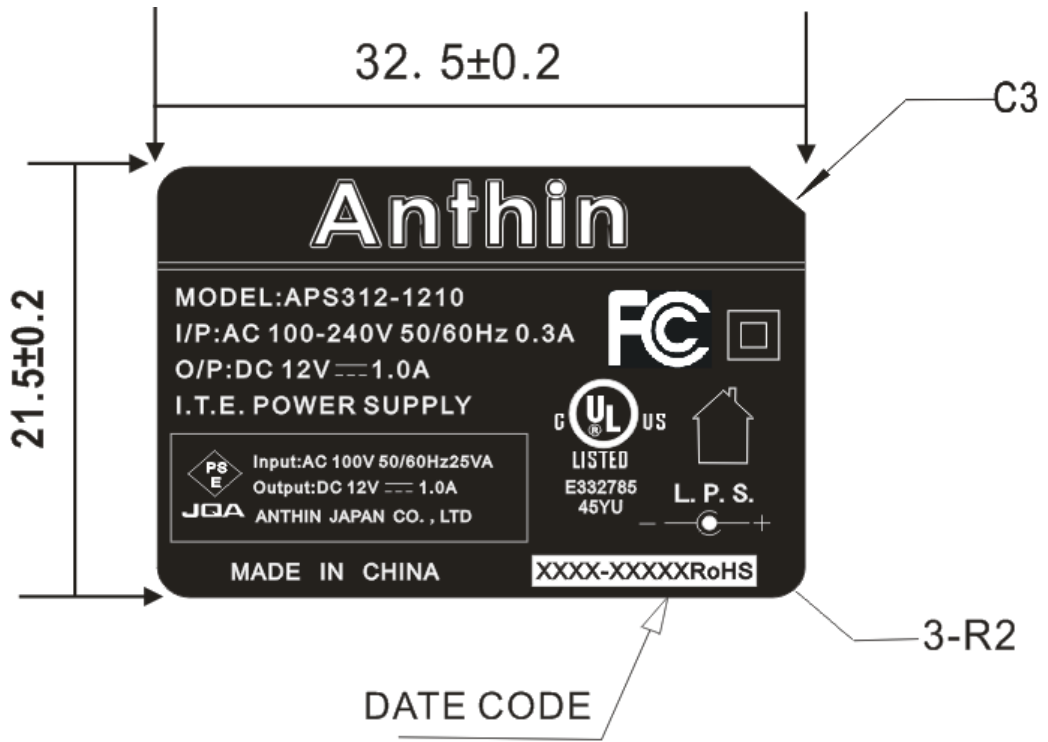 32. 5±0.2
C3
21.5±0.2
Anthin
MODEL:APS312-1210
I/P:AC 100-240V 50/60Hz 0.3A
O/P:DC 12V⎓1.0A
I.T.E. POWER SUPPLY
FC
C UL US
®
LISTED
E332785
45YU
L. P. S.
− +
PS
E
JQA
Input:AC 100V 50/60Hz25VA
Output:DC 12V ⎓ 1.0A
ANTHIN JAPAN CO. , LTD
MADE IN CHINA
XXXX-XXXXXRoHS
3-R2
DATE CODE